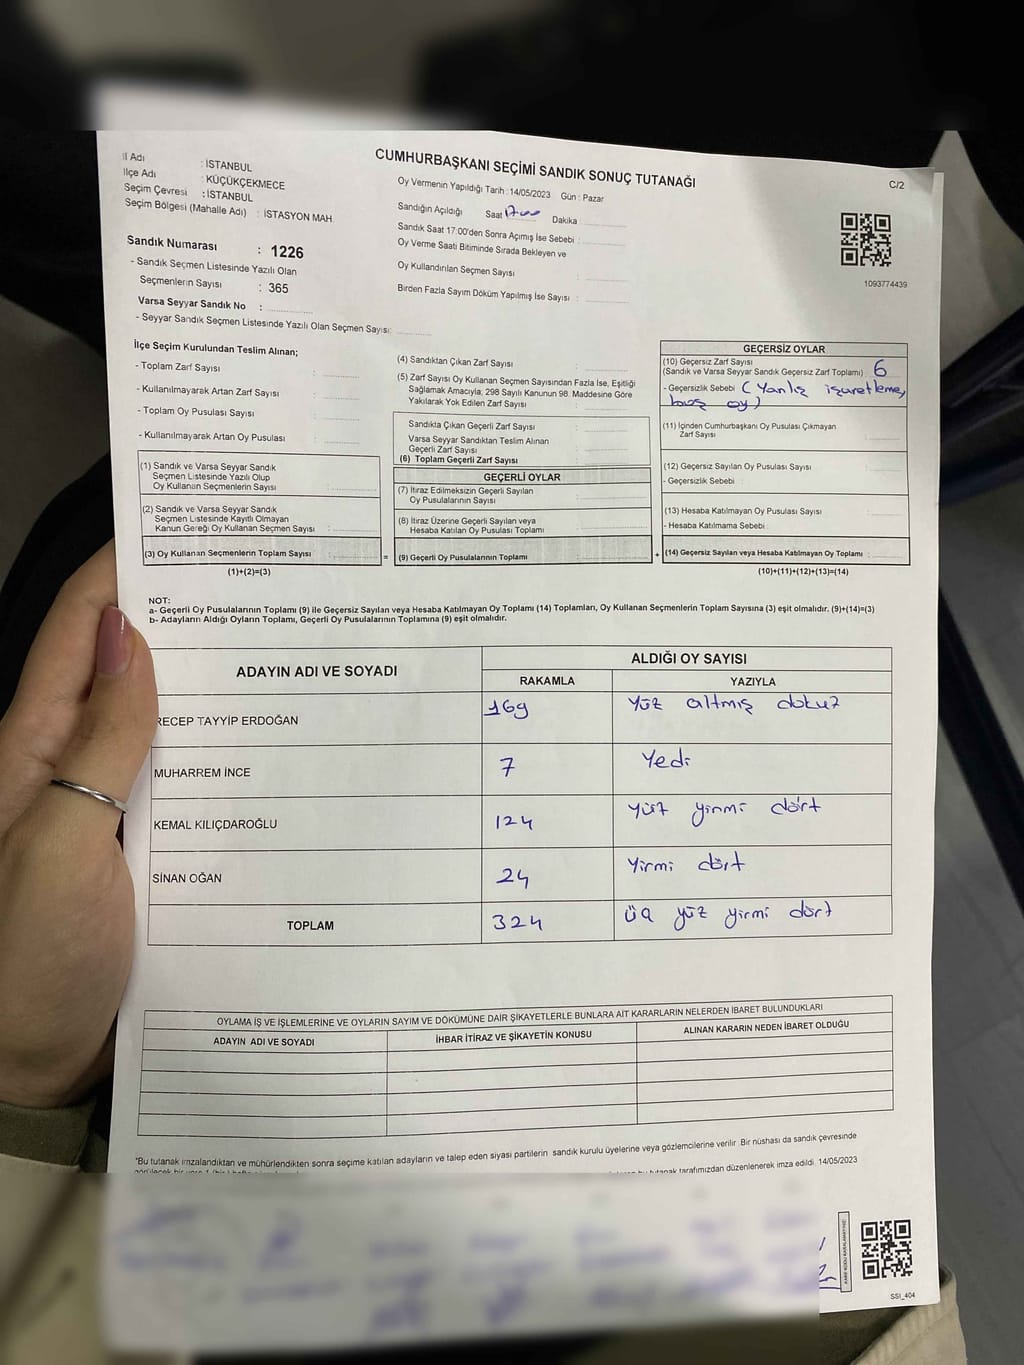 CUMHURBAŞKANI SEÇİMİ SANDIK SONUÇ TUTANAĞI
C/2
İl Adı : İSTANBUL
İlçe Adı : KÜÇÜKÇEKMECE
Seçim Çevresi : İSTANBUL
Seçim Bölgesi (Mahalle Adı) : İSTASYON MAH.
Sandık Numarası : 1226
- Sandık Seçmen Listesinde Yazılı Olan
Seçmenlerin Sayısı : 365
Varsa Seyyar Sandık No :
- Seyyar Sandık Seçmen Listesinde Yazılı Olan Seçmen Sayısı:
Oy Vermenin Yapıldığı Tarih : 14/05/2023 Gün : Pazar
Sandığın Açıldığı Saat 17:00 Dakika
Sandık Saat 17:00'den Sonra Açımış İse Sebebi :
Oy Verme Saati Bitiminde Sırada Bekleyen ve
Oy Kullandırılan Seçmen Sayısı :
Birden Fazla Sayım Döküm Yapılmış İse Sayısı :
1093774439
İlçe Seçim Kurulundan Teslim Alınan;
- Toplam Zarf Sayısı :
- Kullanılmayarak Artan Zarf Sayısı :
- Toplam Oy Pusulası Sayısı :
- Kullanılmayarak Artan Oy Pusulası :
(1) Sandık ve Varsa Seyyar Sandık
Seçmen Listesinde Yazılı Olup
Oy Kullanan Seçmenlerin Sayısı :
(2) Sandık ve Varsa Seyyar Sandık
Seçmen Listesinde Kayıtlı Olmayan
Kanun Gereği Oy Kullanan Seçmen Sayısı :
(3) Oy Kullanan Seçmenlerin Toplam Sayısı : =
(1)+(2)=(3)
(4) Sandıktan Çıkan Zarf Sayısı :
(5) Zarf Sayısı Oy Kullanan Seçmen Sayısından Fazla İse, Eşitliği
Sağlamak Amacıyla, 298 Sayılı Kanunun 98. Maddesine Göre
Yakılarak Yok Edilen Zarf Sayısı :
Sandıkta Çıkan Geçerli Zarf Sayısı :
Varsa Seyyar Sandıktan Teslim Alınan
Geçerli Zarf Sayısı :
(6) Toplam Geçerli Zarf Sayısı :
GEÇERLİ OYLAR
(7) İtiraz Edilmeksizin Geçerli Sayılan
Oy Pusulalarının Sayısı :
(8) İtiraz Üzerine Geçerli Sayılan veya
Hesaba Katılan Oy Pusulası Toplamı :
(9) Geçerli Oy Pusulalarının Toplamı : +
GEÇERSİZ OYLAR
(10) Geçersiz Zarf Sayısı
(Sandık ve Varsa Seyyar Sandık Geçersiz Zarf Toplamı) : 6
- Geçersizlik Sebebi : (Yanlış işaretleme,
boş oy)
(11) İçinden Cumhurbaşkanı Oy Pusulası Çıkmayan
Zarf Sayısı :
(12) Geçersiz Sayılan Oy Pusulası Sayısı :
- Geçersizlik Sebebi :
(13) Hesaba Katılmayan Oy Pusulası Sayısı :
- Hesaba Katılmama Sebebi :
(14) Geçersiz Sayılan veya Hesaba Katılmayan Oy Toplamı :
(10)+(11)+(12)+(13)=(14)
NOT:
a- Geçerli Oy Pusulalarının Toplamı (9) ile Geçersiz Sayılan veya Hesaba Katılmayan Oy Toplamı (14) Toplamları, Oy Kullanan Seçmenlerin Toplam Sayısına (3) eşit olmalıdır. (9)+(14)=(3)
b- Adayların Aldığı Oyların Toplamı, Geçerli Oy Pusulalarının Toplamına (9) eşit olmalıdır.
ADAYIN ADI VE SOYADI ALDIĞI OY SAYISI
RAKAMLA YAZIYLA
RECEP TAYYİP ERDOĞAN 169 Yüz altmış dokuz
MUHARREM İNCE 7 Yedi
KEMAL KILIÇDAROĞLU 124 Yüz yirmi dört
SİNAN OĞAN 24 Yirmi dört
TOPLAM 324 üç yüz yirmi dört
OYLAMA İŞ VE İŞLEMLERİNE VE OYLARIN SAYIM VE DÖKÜMÜNE DAİR ŞİKAYETLERLE BUNLARA AİT KARARLARIN NELERDEN İBARET BULUNDUKLARI
ADAYIN ADI VE SOYADI İHBAR İTİRAZ VE ŞİKAYETİN KONUSU ALINAN KARARIN NEDEN İBARET OLDUĞU
*Bu tutanak imzalandıktan ve mühürlendikten sonra seçime katılan adayların ve talep eden siyasi partilerin sandık kurulu üyelerine veya gözlemcilerine verilir. Bir nüshası da sandık çevresinde
tutanak tarafımızdan düzenlenerek imza edildi. 14/05/2023
SSI_404